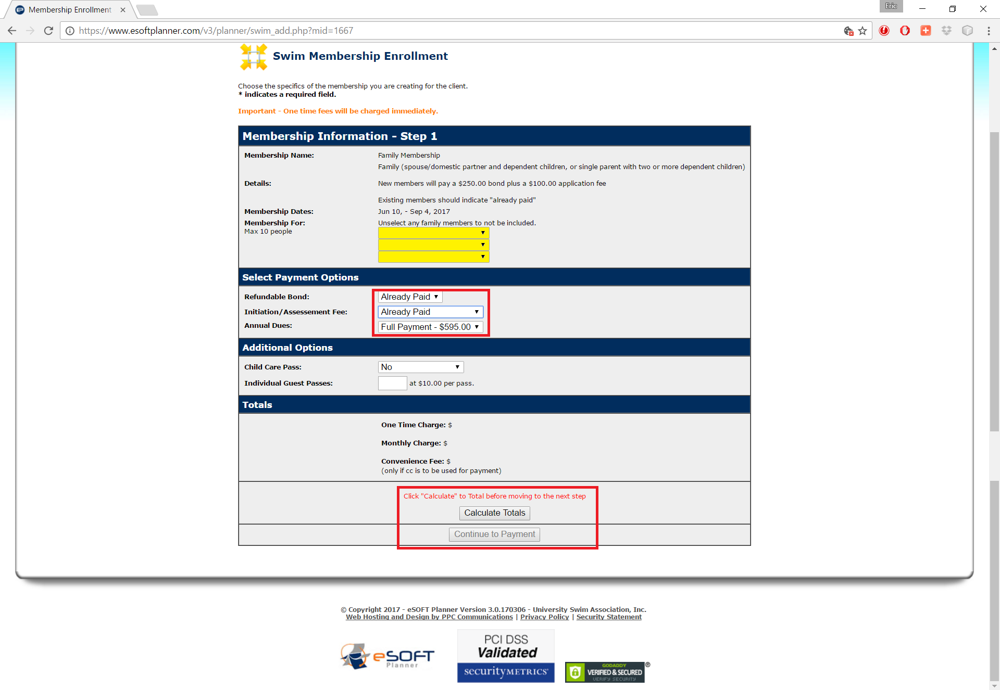 Membership Enrollment
Eric
https://www.esoftplanner.com/v3/planner/swim_add.php?mid=1667
Swim Membership Enrollment
Choose the specifics of the membership you are creating for the client.
* indicates a required field.
Important - One time fees will be charged immediately.
Membership Information - Step 1
Membership Name: Family Membership
Family (spouse/domestic partner and dependent children, or single parent with two or more dependent children)
Details: New members will pay a $250.00 bond plus a $100.00 application fee
Existing members should indicate "already paid"
Membership Dates: Jun 10, - Sep 4, 2017
Membership For: Unselect any family members to not be included.
Max 10 people
Select Payment Options
Refundable Bond: Already Paid
Initiation/Assessement Fee: Already Paid
Annual Dues: Full Payment - $595.00
Additional Options
Child Care Pass: No
Individual Guest Passes: at $10.00 per pass.
Totals
One Time Charge: $
Monthly Charge: $
Convenience Fee: $
(only if cc is to be used for payment)
Click "Calculate" to Total before moving to the next step
Calculate Totals
Continue to Payment
© Copyright 2017 - eSOFT Planner Version 3.0.170306 - University Swim Association, Inc.
Web Hosting and Design by PPC Communications | Privacy Policy | Security Statement
eSOFT
Planner
PCI DSS
Validated
securityMETRICS®
GODADDY
VERIFIED & SECURED
VERIFY SECURITY
®